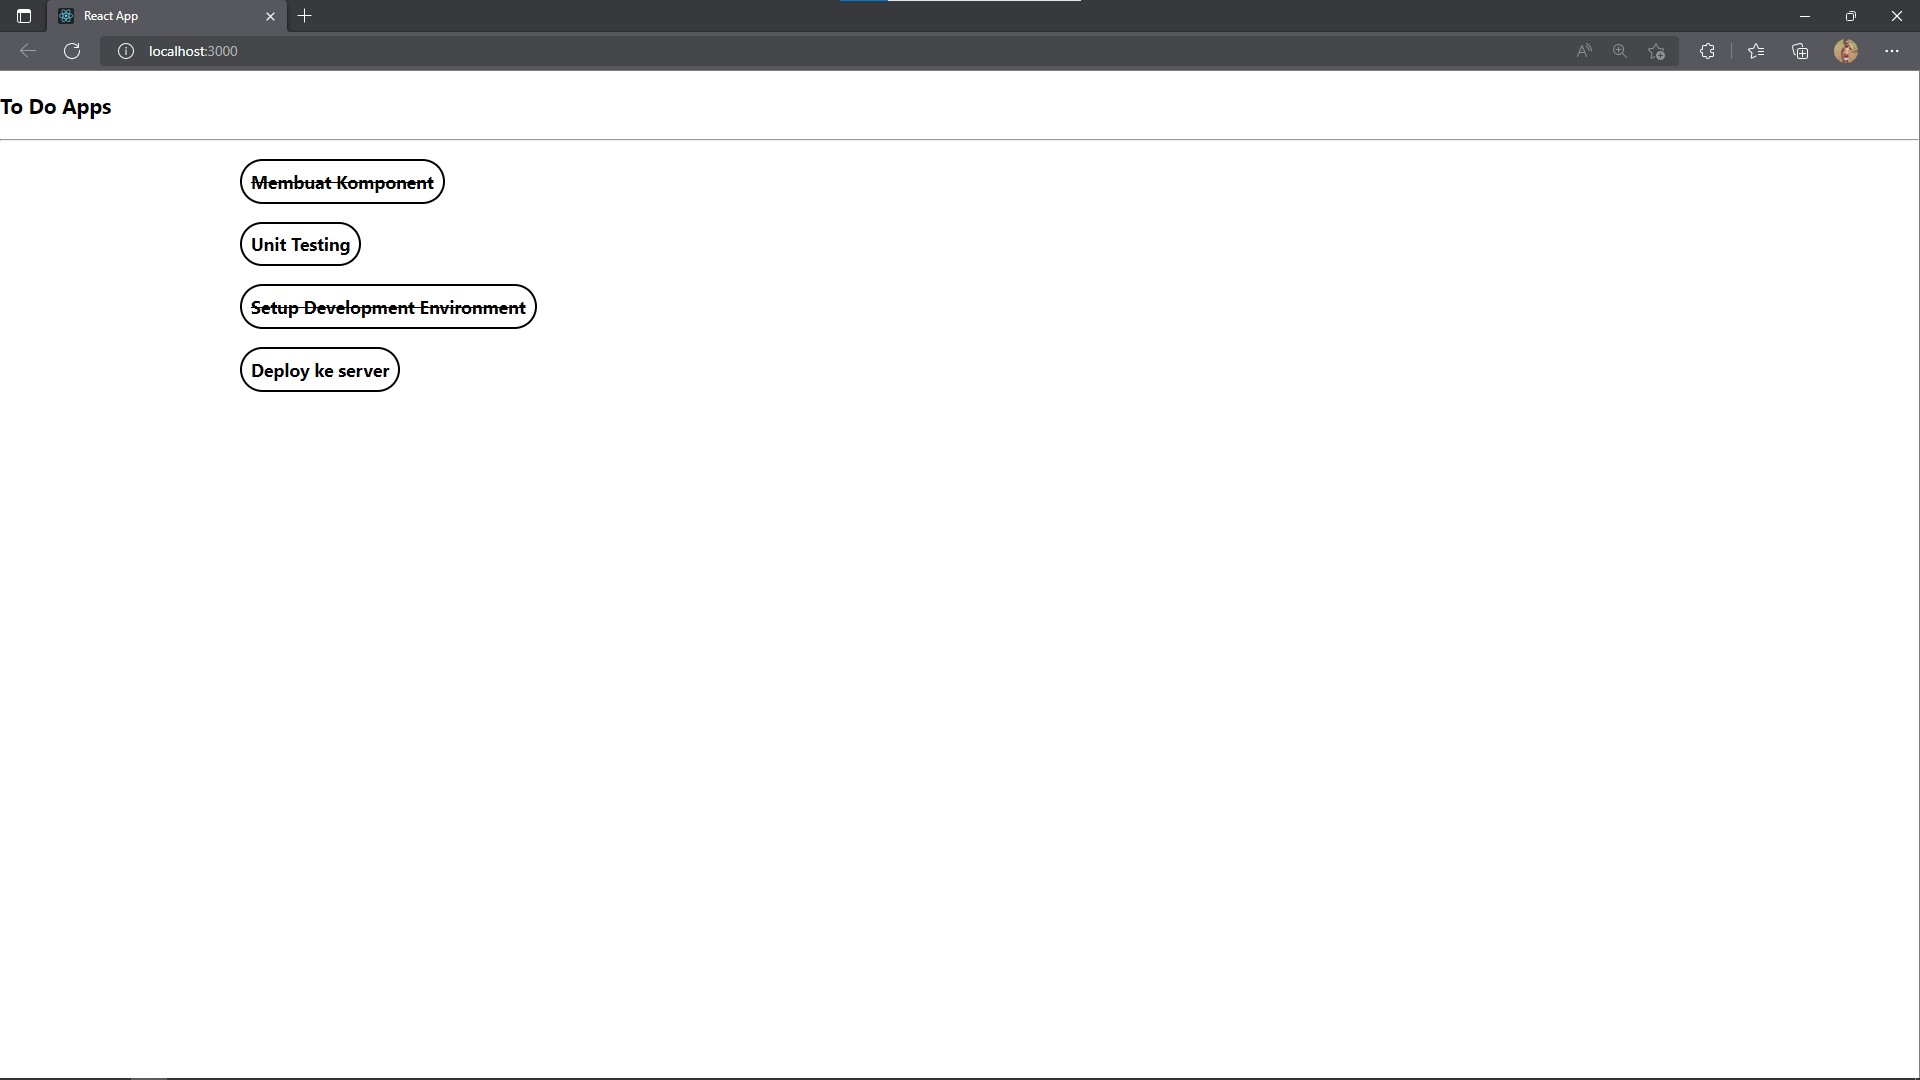 React App
localhost:3000
To Do Apps
Membuat Komponent
Unit Testing
Setup Development Environment
Deploy ke server